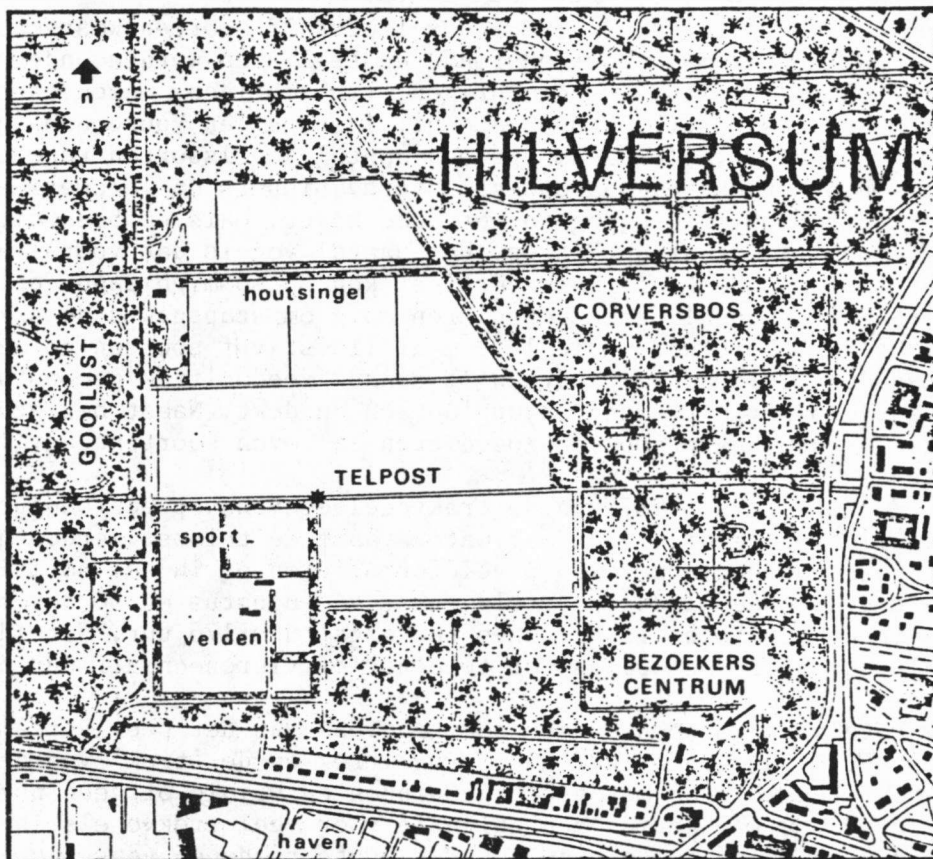 n
HILVERSUM
houtsingel
CORVERSBOS
GOOILUST
TELPOST
sport
velden
BEZOEKERS
CENTRUM
haven